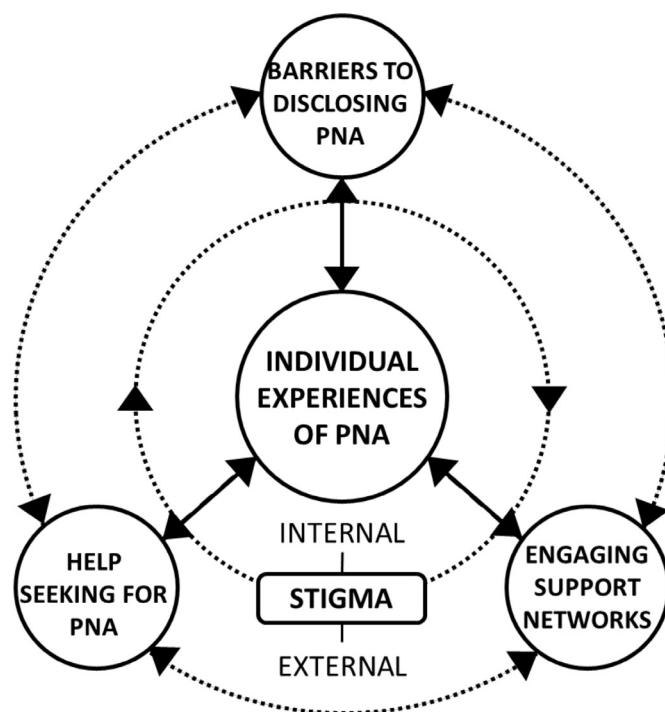 BARRIERS TO
DISCLOSING
PNA
INDIVIDUAL
EXPERIENCES
OF PNA
INTERNAL
STIGMA
EXTERNAL
HELP
SEEKING FOR
PNA
ENGAGING
SUPPORT
NETWORKS